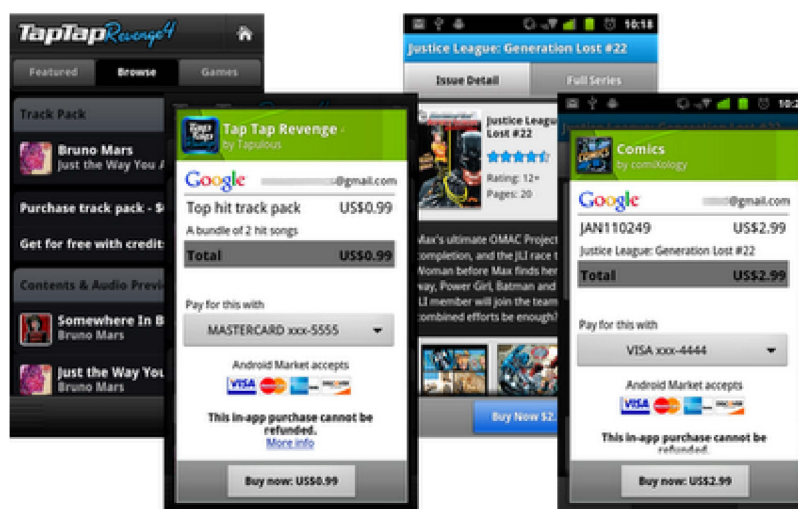 TapTap Revenge4
Featured
Browse
Games
Track Pack
Bruno Mars
Just the Way You A
Purchase track pack - $
Get for free with credit
Contents & Audio Previ
Somewhere In B
Bruno Mars
Just the Way You
Bruno Mars
Tap Tap Revenge -
by Tapulous
Google
@gmail.com
Top hit track pack US$0.99
A bundle of 2 hit songs
Total US$0.99
Pay for this with
MASTERCARD xxx-5555
Android Market accepts
VISA
This in-app purchase cannot be
refunded.
More info
Buy now: US$0.99
10:18
Justice League: Generation Lost #22
Issue Detail
Full Series
Justice Leagu
Lost #22
Rating: 12+
Pages: 20
Max's ultimate OMAC Project
completion, and the JLI race t
Woman before Max finds her
way, Power Girl, Batman and
JLI member will join the team
combined efforts be enough?
Buy Now $2.
10:2
Comics
by comiXology
Google
@gmail.com
JAN110249 US$2.99
Justice League: Generation Lost #22
Total US$2.99
Pay for this with
VISA xxx-4444
Android Market accepts
VISA
This in-app purchase cannot be
refunded.
Buy now: US$2.99